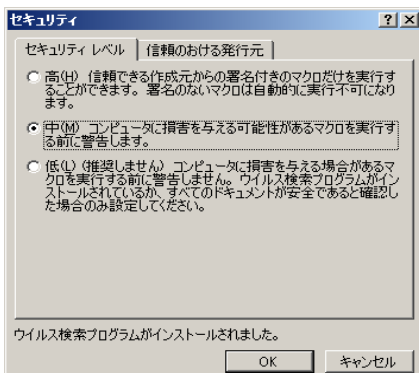 セキュリティ
セキュリティ レベル 信頼のおける発行元
高(H) 信頼できる作成元からの署名付きのマクロだけを実行す
ることができます。署名のないマクロは自動的に実行不可になり
ます。
中(M) コンピュータに損害を与える可能性があるマクロを実行す
る前に警告します。
低(L) (推奨しません) コンピュータに損害を与える場合があるマ
クロを実行する前に警告しません。ウイルス検索プログラムがイン
ストールされているか、すべてのドキュメントが安全であると確認し
た場合のみ設定してください。
ウイルス検索プログラムがインストールされました。
OK キャンセル